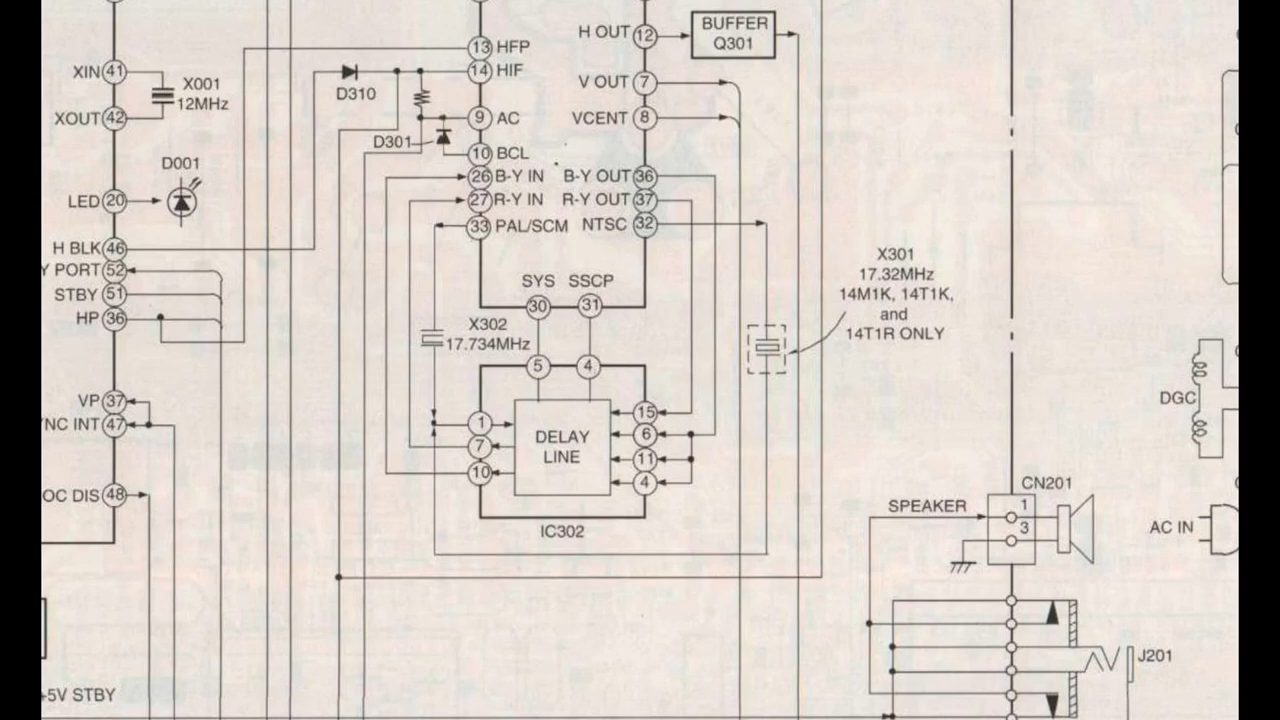 BUFFER
Q301
H OUT 12
13 HFP
XIN 41
X001
12MHz
14 HIF
D310
V OUT 7
XOUT 42
9 AC
VCENT 8
D301
10 BCL
D001
26 B-Y IN
B-Y OUT 36
LED 20
27 R-Y IN
R-Y OUT 37
33 PAL/SCM
NTSC 32
H BLK 46
X301
17.32MHz
14M1K, 14T1K,
and
14T1R ONLY
Y PORT 52
STBY 51
SYS
SSCP
30
31
HP 36
X302
17.734MHz
5
4
VP 37
15
DGC
YNC INT 47
1
DELAY
LINE
6
7
11
10
4
OC DIS 48
CN201
SPEAKER
1
3
IC302
AC IN
J201
+5V STBY